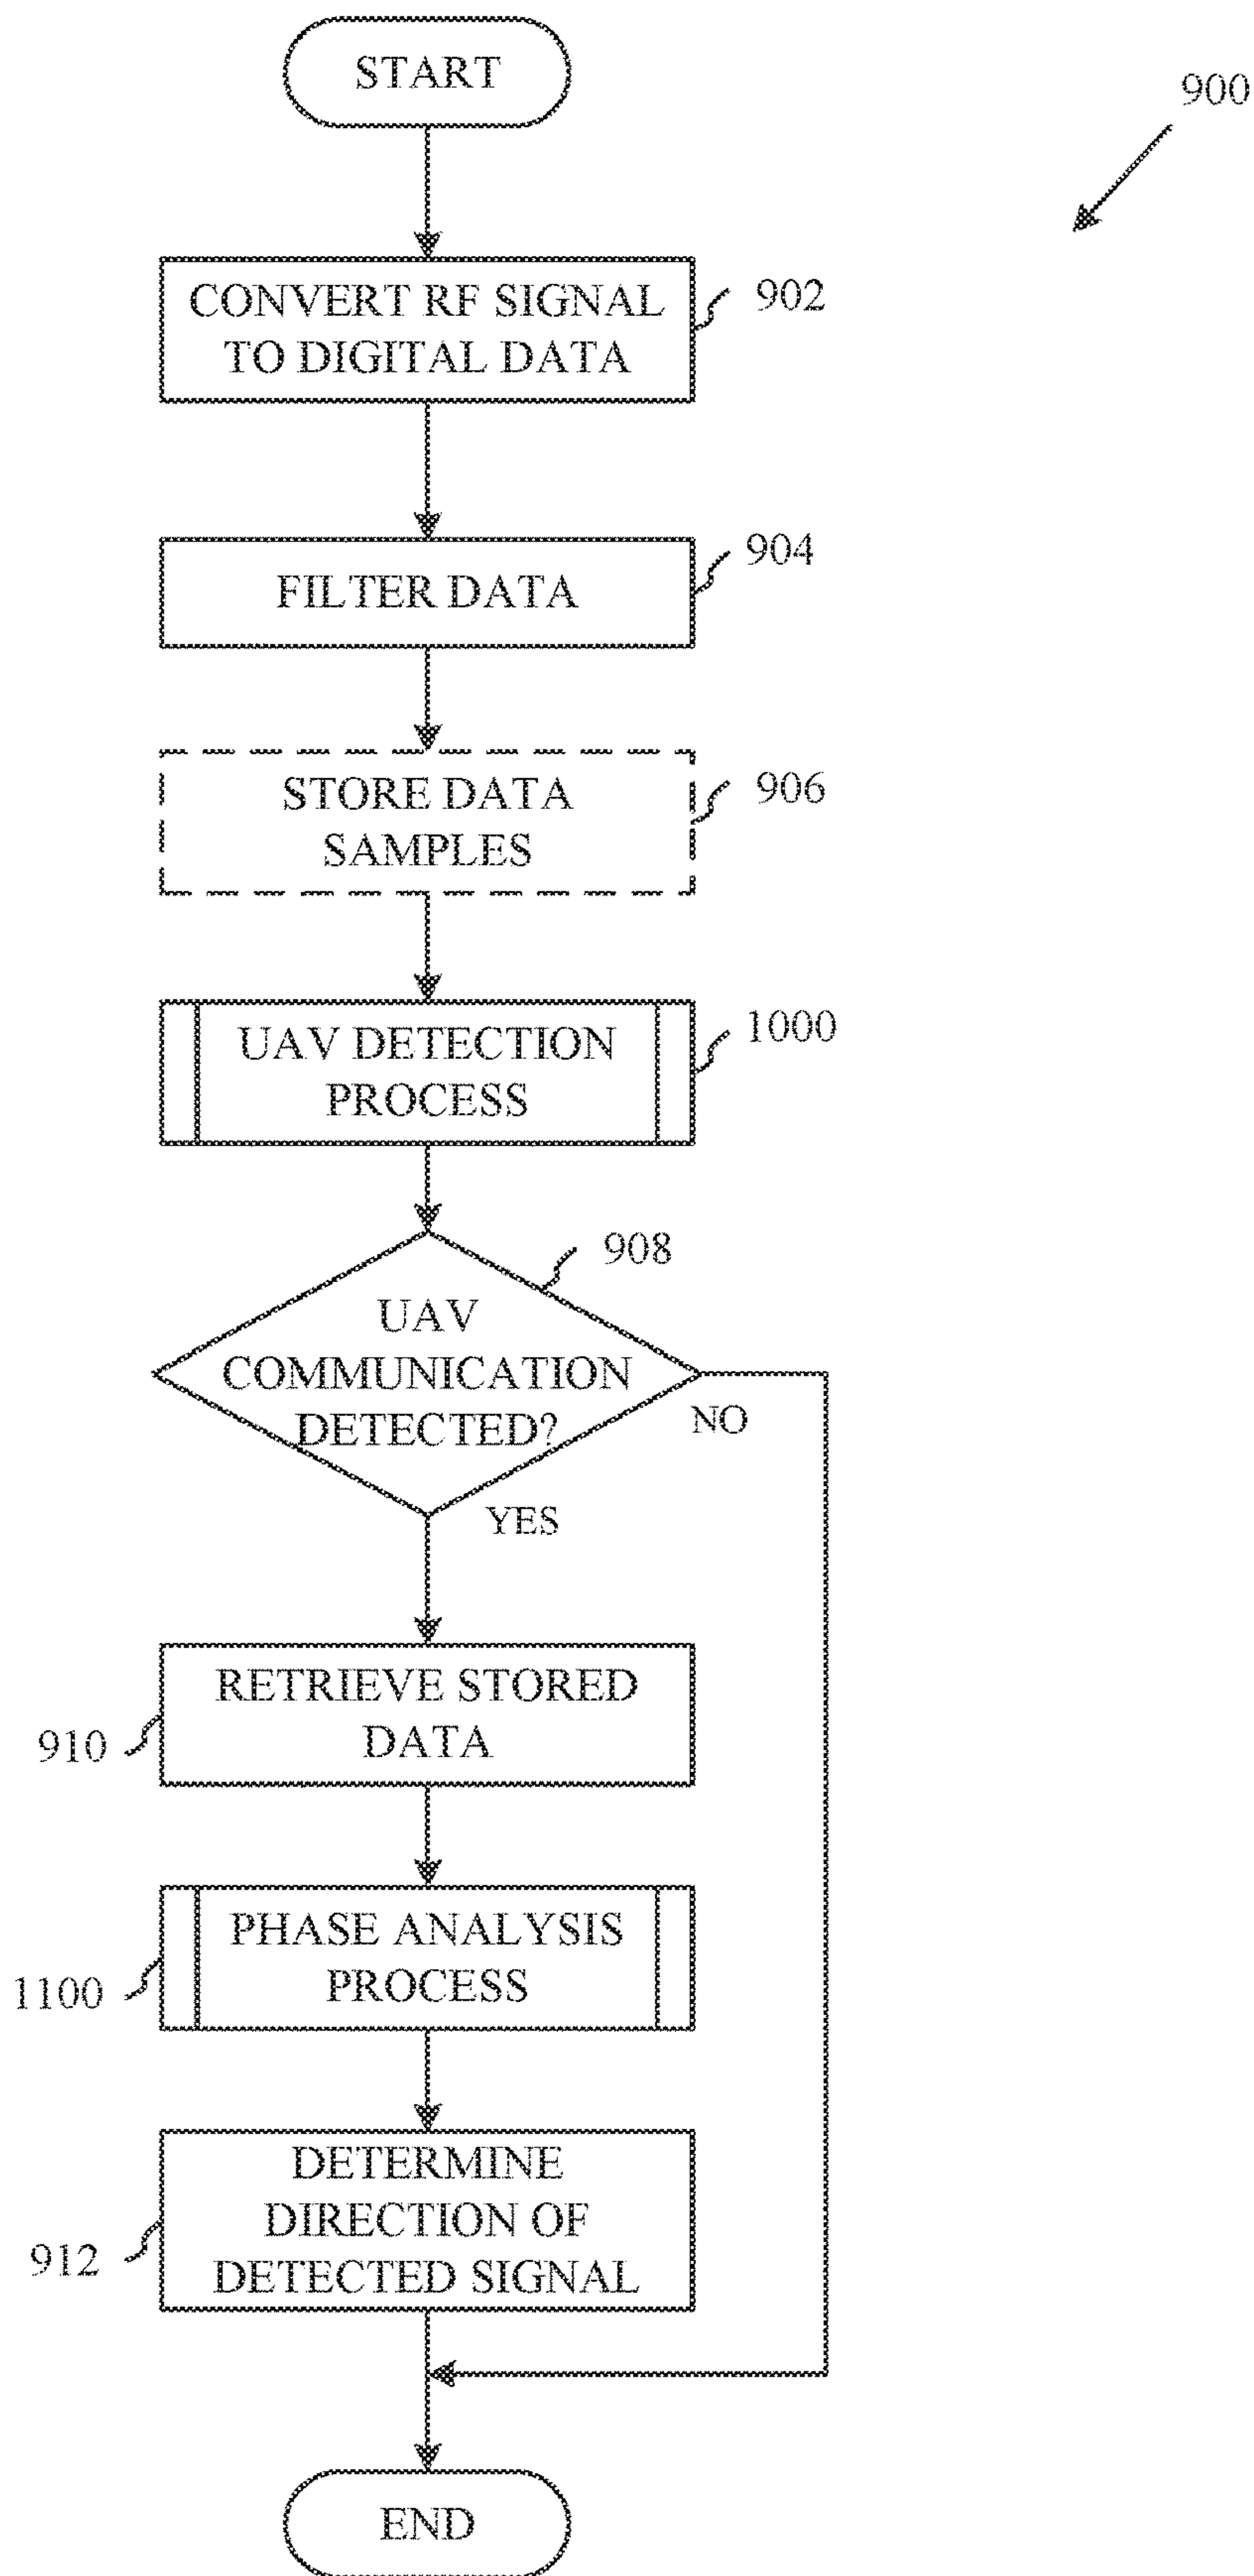 START
900
CONVERT RF SIGNAL
TO DIGITAL DATA
902
FILTER DATA
904
STORE DATA
SAMPLES
906
UAV DETECTION
PROCESS
1000
908
UAV
COMMUNICATION
DETECTED?
NO
YES
RETRIEVE STORED
DATA
910
PHASE ANALYSIS
PROCESS
1100
DETERMINE
DIRECTION OF
DETECTED SIGNAL
912
END